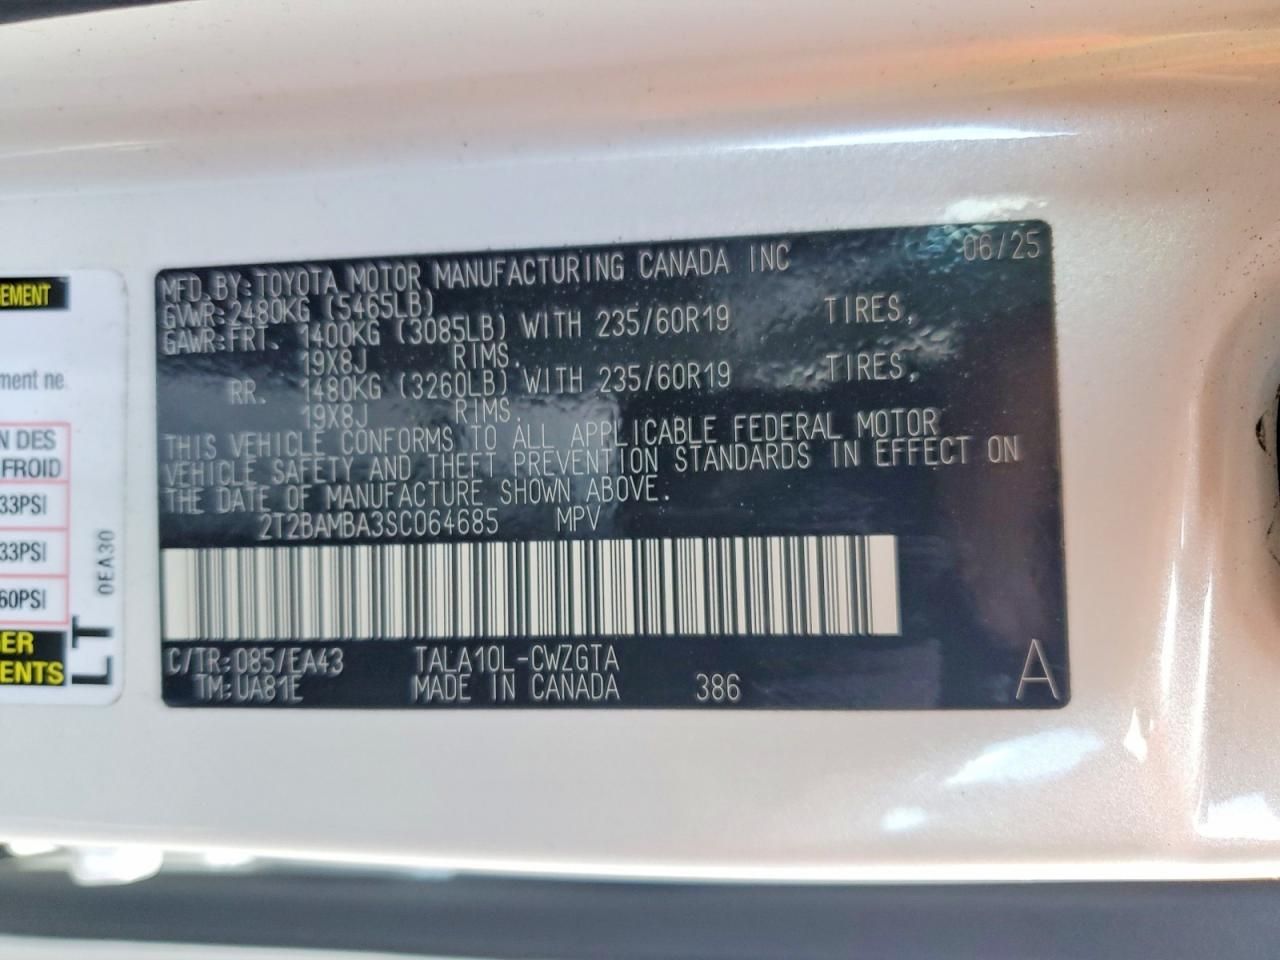 MFD. BY: TOYOTA MOTOR MANUFACTURING CANADA INC 06/25
GVWR: 2480KG (5465LB)
GAWR: FRT. 1400KG (3085LB) WITH 235/60R19 TIRES,
19X8J RIMS.
RR. 1480KG (3260LB) WITH 235/60R19 TIRES,
19X8J RIMS.
THIS VEHICLE CONFORMS TO ALL APPLICABLE FEDERAL MOTOR
VEHICLE SAFETY AND THEFT PREVENTION STANDARDS IN EFFECT ON
THE DATE OF MANUFACTURE SHOWN ABOVE.
2T2BAMBA3SC064685 MPV
C/TR: 085/EA43 TALA10L-CWZGTA
TM: UA81E MADE IN CANADA 386 A
EMENT
ment ne
N DES
FROID
33PSI
33PSI
60PSI
ER
ENTS
LT
0EA30